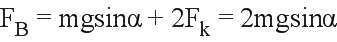 F_B = mgsinα + 2F_k = 2mgsinα